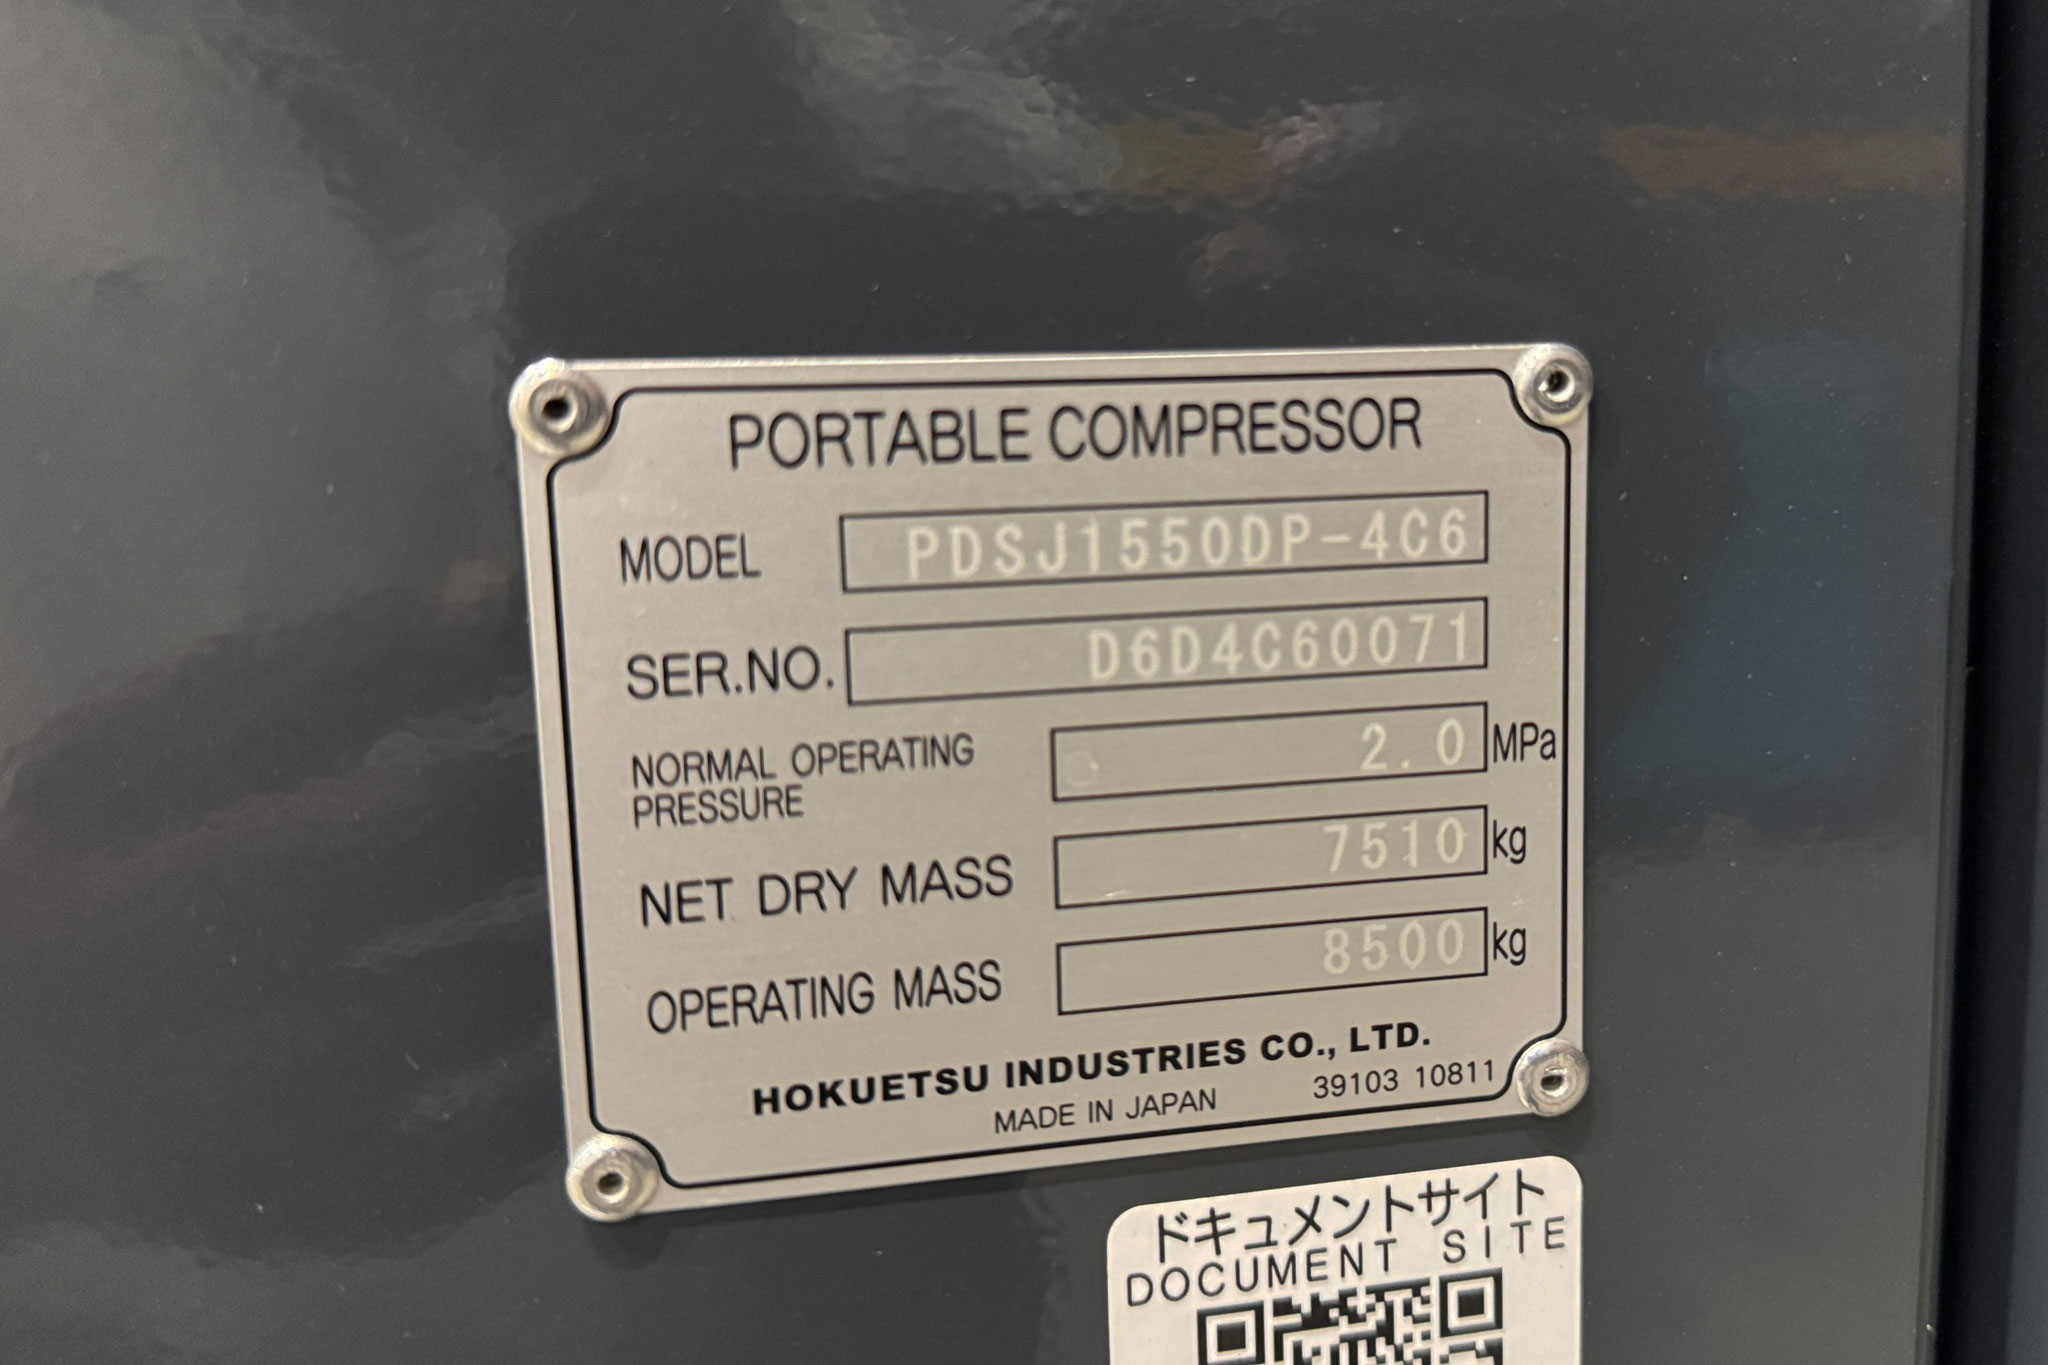 PORTABLE COMPRESSOR
MODEL PDSJ1550DP-4C6
SER.NO. D6D4C60071
NORMAL OPERATING
PRESSURE 2.0 MPa
NET DRY MASS 7510 kg
OPERATING MASS 8500 kg
HOKUETSU INDUSTRIES CO., LTD.
MADE IN JAPAN 39103 10811
ドキュメントサイト
DOCUMENT SITE